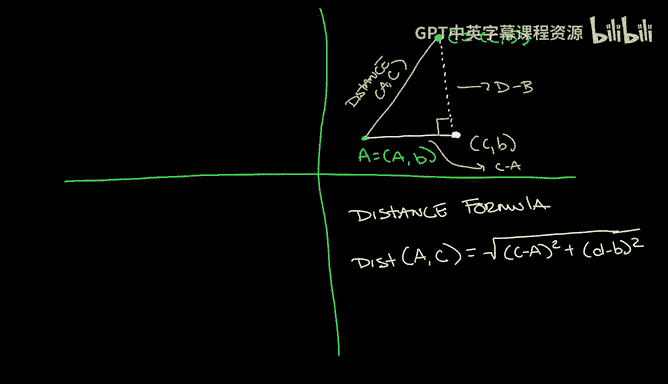 GPT中英字幕课程资源 bilibili
DISTANCE (A,C)
→ D-B
A=(A,b)
(C,b)
C-A
DISTANCE FORMULA
DIST(A,C)=√(C-A)²+(d-b)²